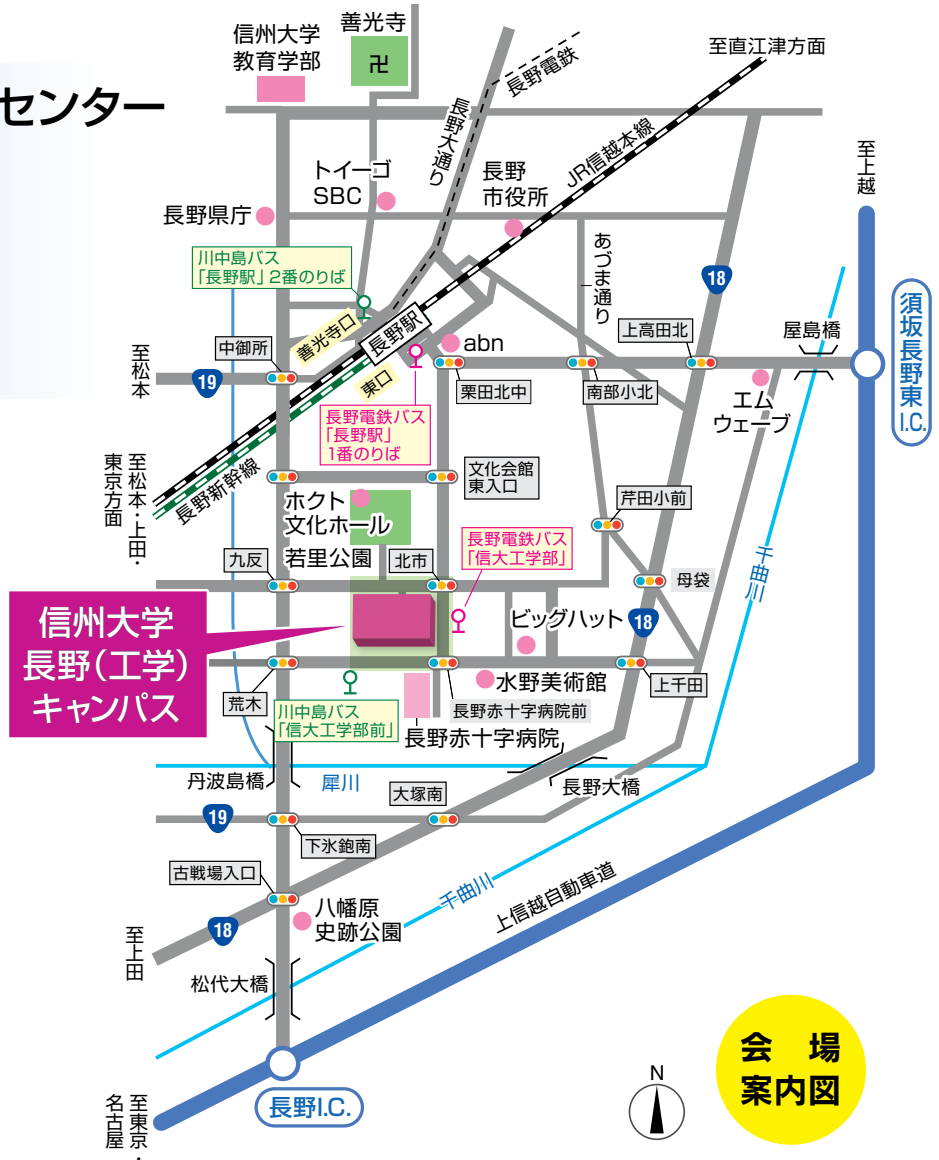 信州大学
教育学部
善光寺
卍
至直江津方面
センター
長野電鉄
長野大通り
JR信越本線
至上越
トイーゴ
SBC
長野
市役所
長野県庁
あづま通り
川中島バス
「長野駅」2番のりば
18
須坂長野東I.C.
善光寺口
長野駅
上高田北
屋島橋
中御所
abn
至松本
19
東口
栗田北中
南部小北
エム
ウェーブ
長野電鉄バス
「長野駅」
1番のりば
至松本・上田・
東京方面
長野新幹線
文化会館
東入口
ホクト
文化ホール
芹田小前
若里公園
長野電鉄バス
「信大工学部」
九反
北市
千曲川
母袋
信州大学
長野(工学)
キャンパス
ビッグハット
18
荒木
水野美術館
上千田
川中島バス
「信大工学部前」
長野赤十字病院前
長野赤十字病院
丹波島橋
犀川
大塚南
長野大橋
19
下氷鉋南
古戦場入口
千曲川
上信越自動車道
八幡原
史跡公園
18
至上田
松代大橋
会 場
案内図
N
長野I.C.
至東京・
名古屋